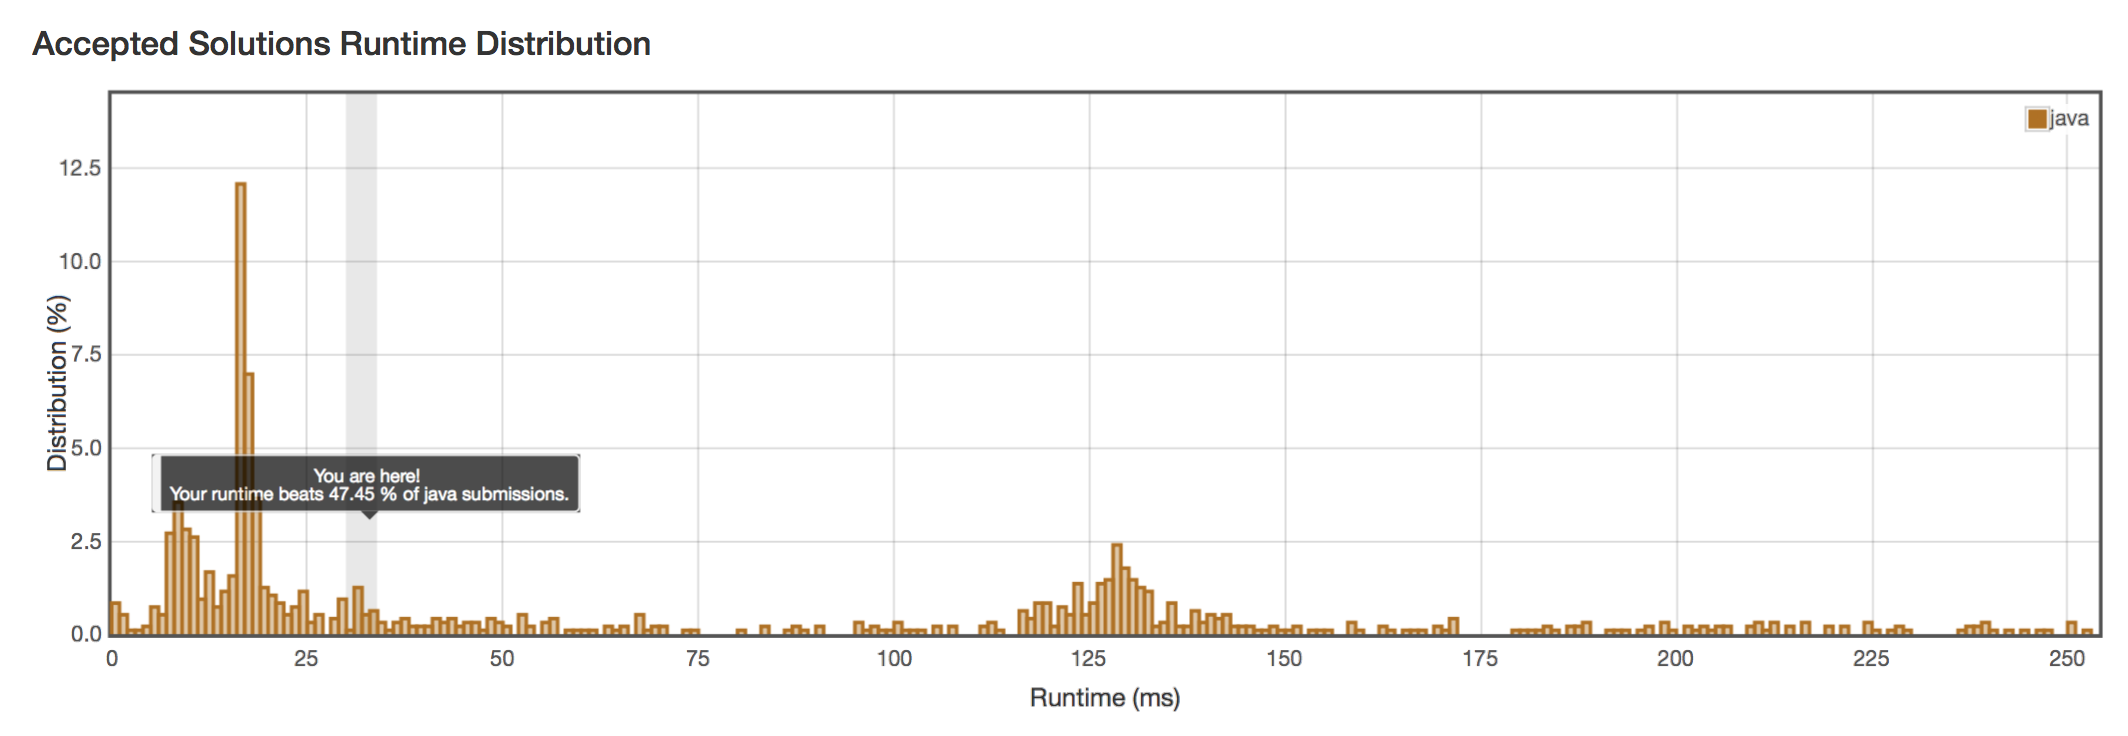 Accepted Solutions Runtime Distribution
java
12.5
10.0
7.5
5.0
2.5
0.0
Distribution (%)
You are here!
Your runtime beats 47.45 % of java submissions.
0 25 50 75 100 125 150 175 200 225 250
Runtime (ms)